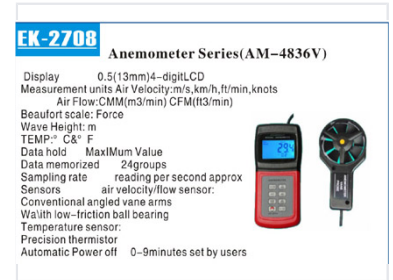 EK-2708
Anemometer Series(AM-4836V)
Display 0.5(13mm)4-digitLCD
Measurement units Air Velocity:m/s,km/h,ft/min,knots
Air Flow:CMM(m3/min) CFM(ft3/min)
Beaufort scale: Force
Wave Height: m
TEMP:° C&° F
Data hold MaxIMum Value
Data memorized 24groups
Sampling rate reading per second approx
Sensors air velocity/flow sensor:
Conventional angled vane arms
Wa\ith low-friction ball bearing
Temperature sensor:
Precision thermistor
Automatic Power off 0-9minutes set by users